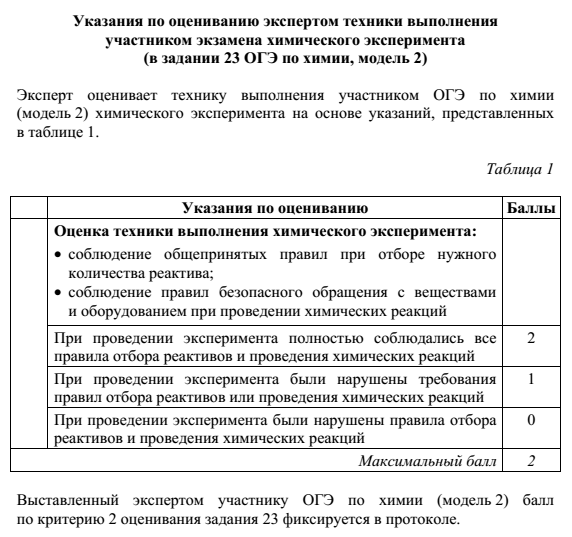 Указания по оцениванию экспертом техники выполнения
участником экзамена химического эксперимента
(в задании 23 ОГЭ по химии, модель 2)
Эксперт оценивает технику выполнения участником ОГЭ по химии
(модель 2) химического эксперимента на основе указаний, представленных
в таблице 1.
Таблица 1
Указания по оцениванию Баллы
Оценка техники выполнения химического эксперимента:
• соблюдение общепринятых правил при отборе нужного
количества реактива;
• соблюдение правил безопасного обращения с веществами
и оборудованием при проведении химических реакций
При проведении эксперимента полностью соблюдались все 2
правила отбора реактивов и проведения химических реакций
При проведении эксперимента были нарушены требования 1
правил отбора реактивов или проведения химических реакций
При проведении эксперимента были нарушены правила отбора 0
реактивов и проведения химических реакций
Максимальный балл 2
Выставленный экспертом участнику ОГЭ по химии (модель 2) балл
по критерию 2 оценивания задания 23 фиксируется в протоколе.